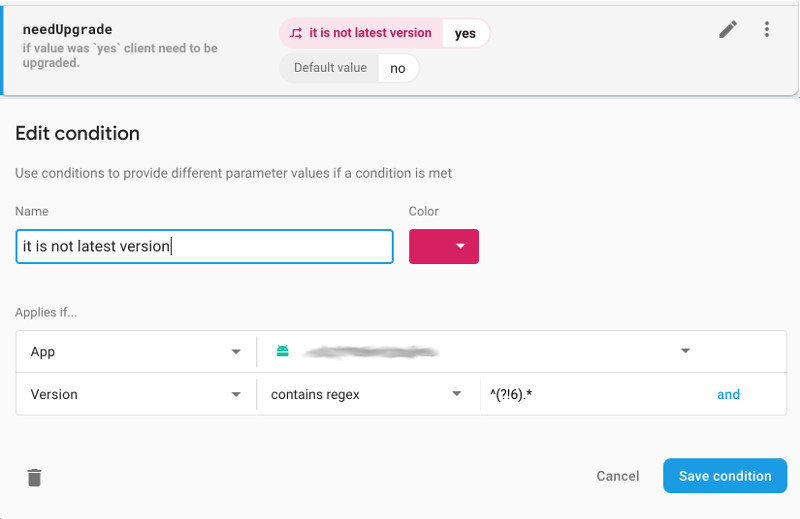 needUpgrade
if value was `yes` client need to be
upgraded.
it is not latest version yes
Default value no
Edit condition
Use conditions to provide different parameter values if a condition is met
Name Color
it is not latest version
Applies if...
App
Version contains regex ^(?!6).* and
Cancel Save condition